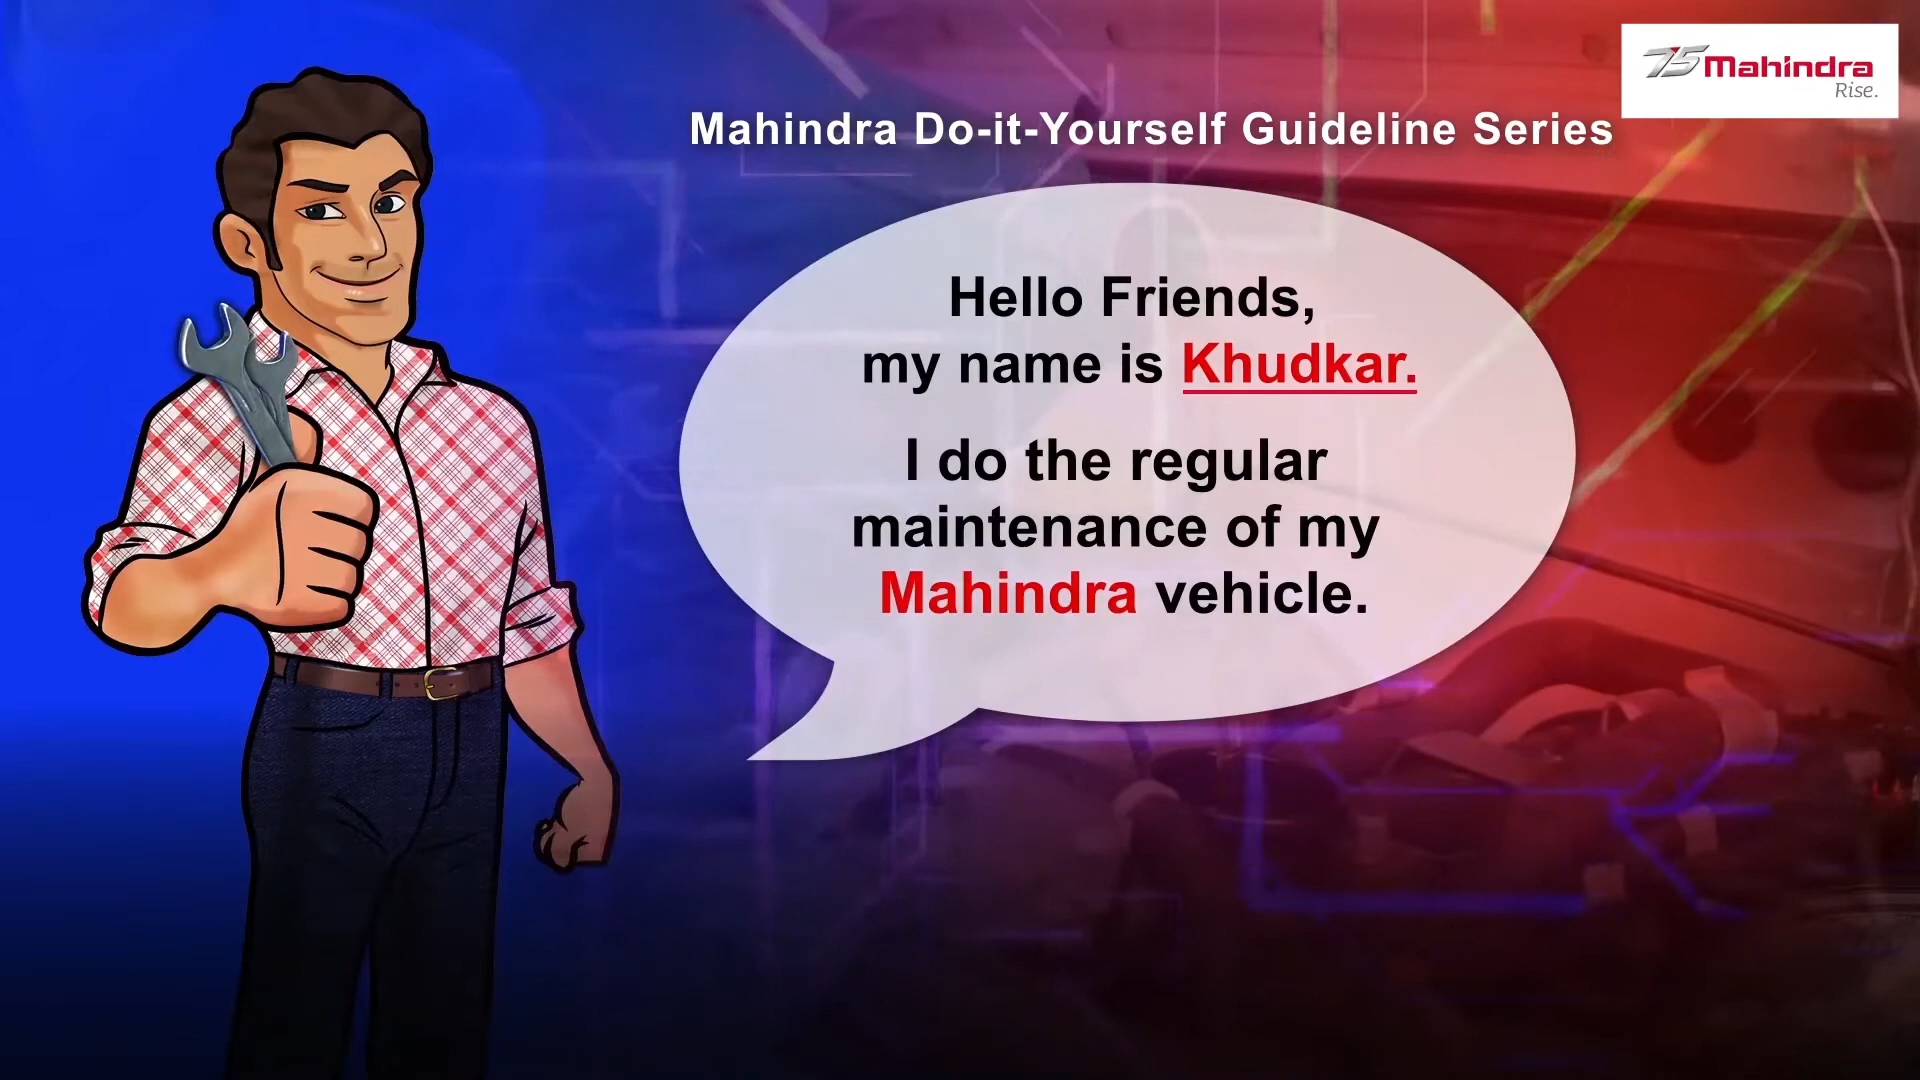 75 Mahindra
Rise.
Mahindra Do-it-Yourself Guideline Series
Hello Friends,
my name is Khudkar.
I do the regular
maintenance of my
Mahindra vehicle.